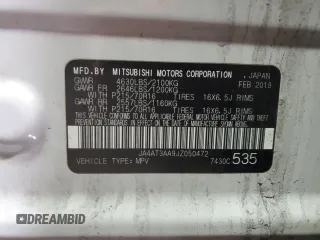 MFD.BY MITSUBISHI MOTORS CORPORATION, JAPAN
GVWR 4630LBS/2100KG FEB 2018
GAWR FR 2646LBS/1200KG
WITH P215/70R16 TIRES 16X6.5J RIMS
GAWR RR 2557LBS/1160KG
WITH P215/70R16 TIRES 16X6.5J RIMS
JA4AT3AA9JZ050472
VEHICLE TYPE: MPV 7430C 535
DREAMBID